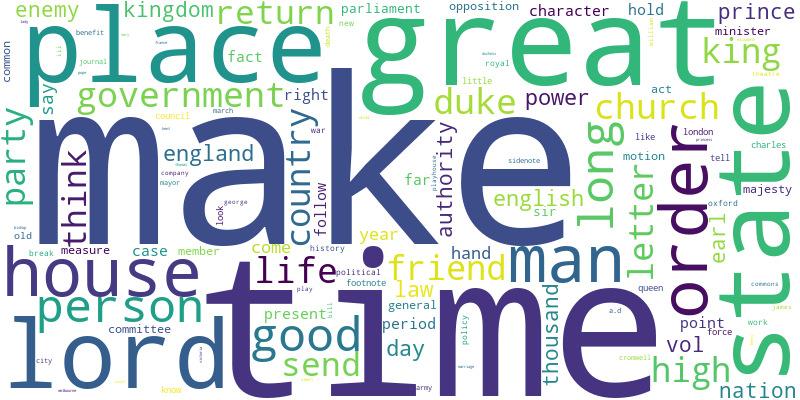 enemy
kingdom
return
parliament
opposition
character
hold
prince
new
common
place
great
fact
royal
little
minister
king
benefit
journal
say
government
right
duke
power
act
church
theatre
party
council
march
war
make
country
authority
think
england
company
mayor
follow
look
george
like
london
tell
motion
charles
majesty
far
playhouse
sidenote
english
sir
long
letter
earl
oxford
state
order
old
break
measure
case
member
come
year
history
hand
man
house
life
political
footnote
play
friend
law
queen
commons
person
present
general
bill
time
thousand
james
a.d
point
force
work
lord
committee
good
period
policy
vol
city
send
day
cromwell
high
nation
know
army